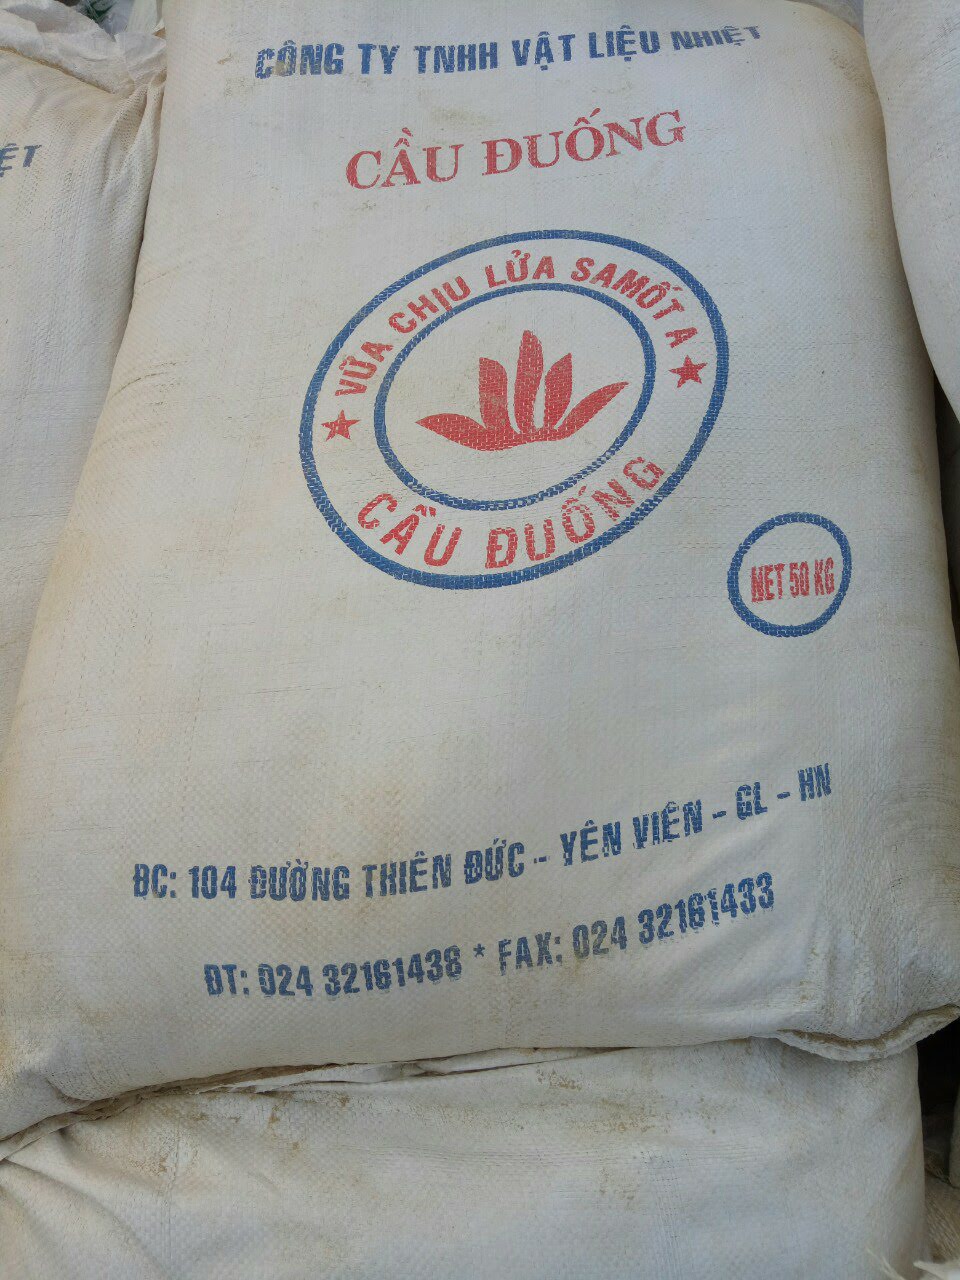 CÔNG TY TNHH VẬT LIỆU NHIỆT
ỆT
CẦU ĐUỐNG
VỮA CHỊU LỬA SAMỐT A
CẦU ĐUỐNG
NET 50 KG
ĐC: 104 ĐƯỜNG THIÊN ĐỨC - YÊN VIÊN - GL - HN
ĐT: 024 32161438 * FAX: 024 32161433